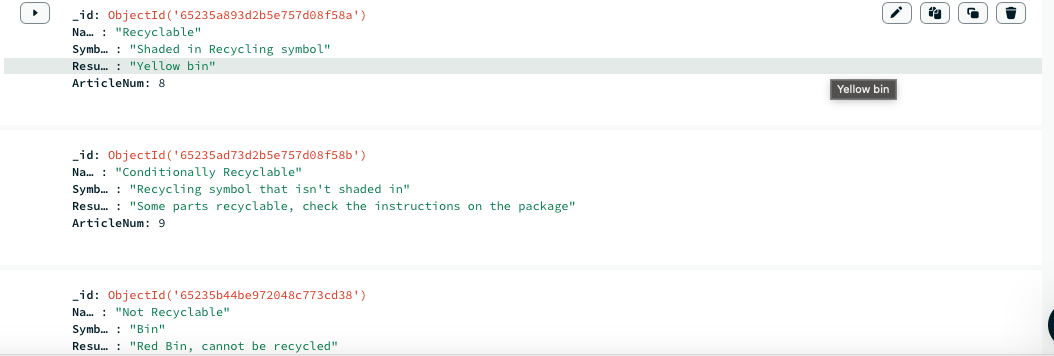 _id: ObjectId('65235a893d2b5e757d08f58a')
Na… : "Recyclable"
Symb… : "Shaded in Recycling symbol"
Resu… : "Yellow bin"
ArticleNum: 8
Yellow bin
_id: ObjectId('65235ad73d2b5e757d08f58b')
Na… : "Conditionally Recyclable"
Symb… : "Recycling symbol that isn't shaded in"
Resu… : "Some parts recyclable, check the instructions on the package"
ArticleNum: 9
_id: ObjectId('65235b44be972048c773cd38')
Na… : "Not Recyclable"
Symb… : "Bin"
Resu… : "Red Bin, cannot be recycled"